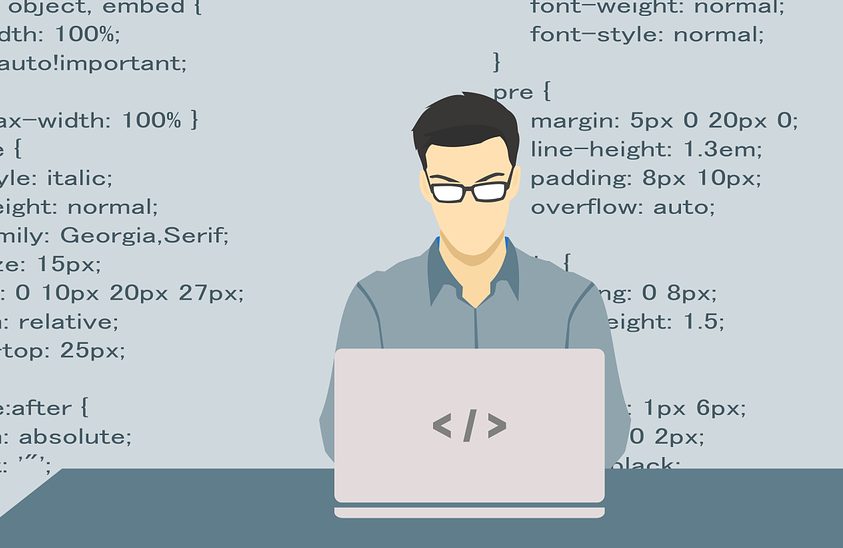 object, embed {
dth: 100%;
auto!important;
ax-width: 100% }
e {
yle: italic;
eight: normal;
mily: Georgia,Serif;
ze: 15px;
: 0 10px 20px 27px;
: relative;
-top: 25px;
e:after {
: absolute;
: '"';
font-weight: normal;
font-style: normal;
}
pre {
margin: 5px 0 20px 0;
line-height: 1.3em;
padding: 8px 10px;
overflow: auto;
{
ng: 0 8px;
eight: 1.5;
: 1px 6px;
0 2px;
black;
</>